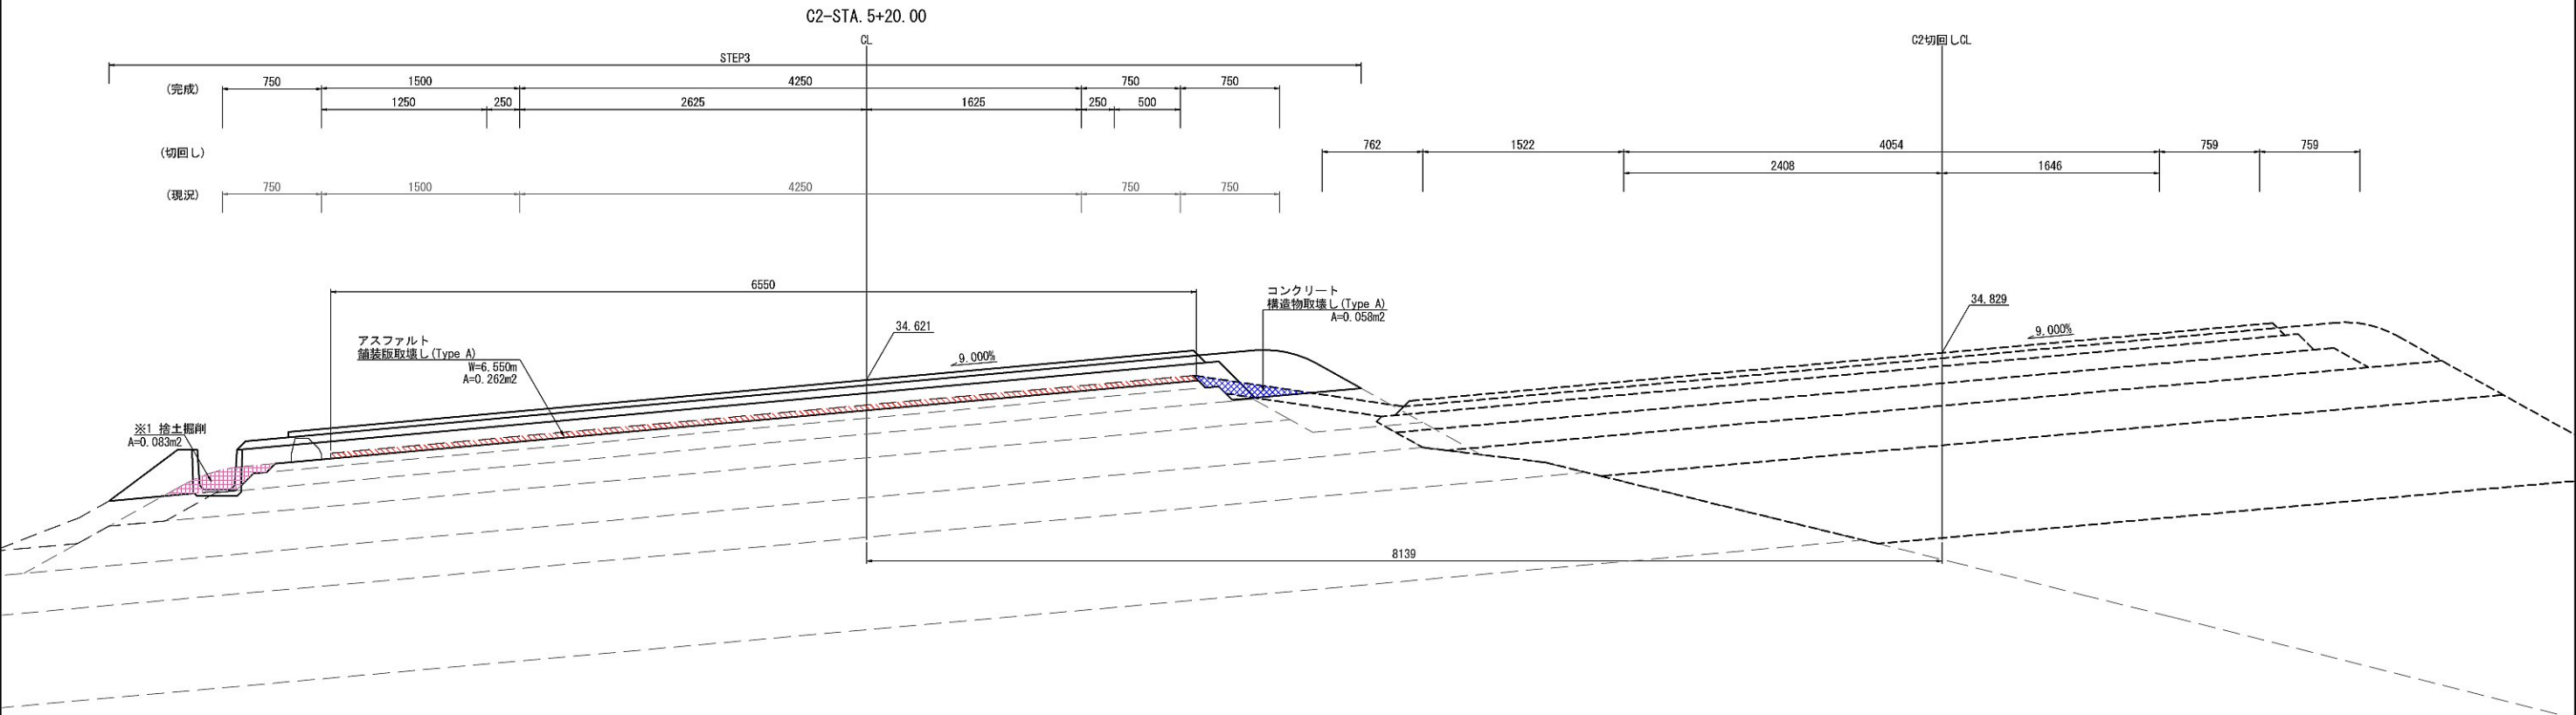 C2-STA. 5+20.00
CL
C2切回しCL
STEP3
(完成)
750
1500
4250
750
750
1250
250
2625
1625
250
500
(切回し)
762
1522
4054
759
759
2408
1646
(現況)
750
1500
4250
750
750
6550
コンクリート
構造物取壊し(Type A)
A=0.058m2
34.829
34.621
9.000%
アスファルト
舗装版取壊し(Type A)
W=6.550m
A=0.262m2
9.000%
※1 捨土掘削
A=0.083m2
8139